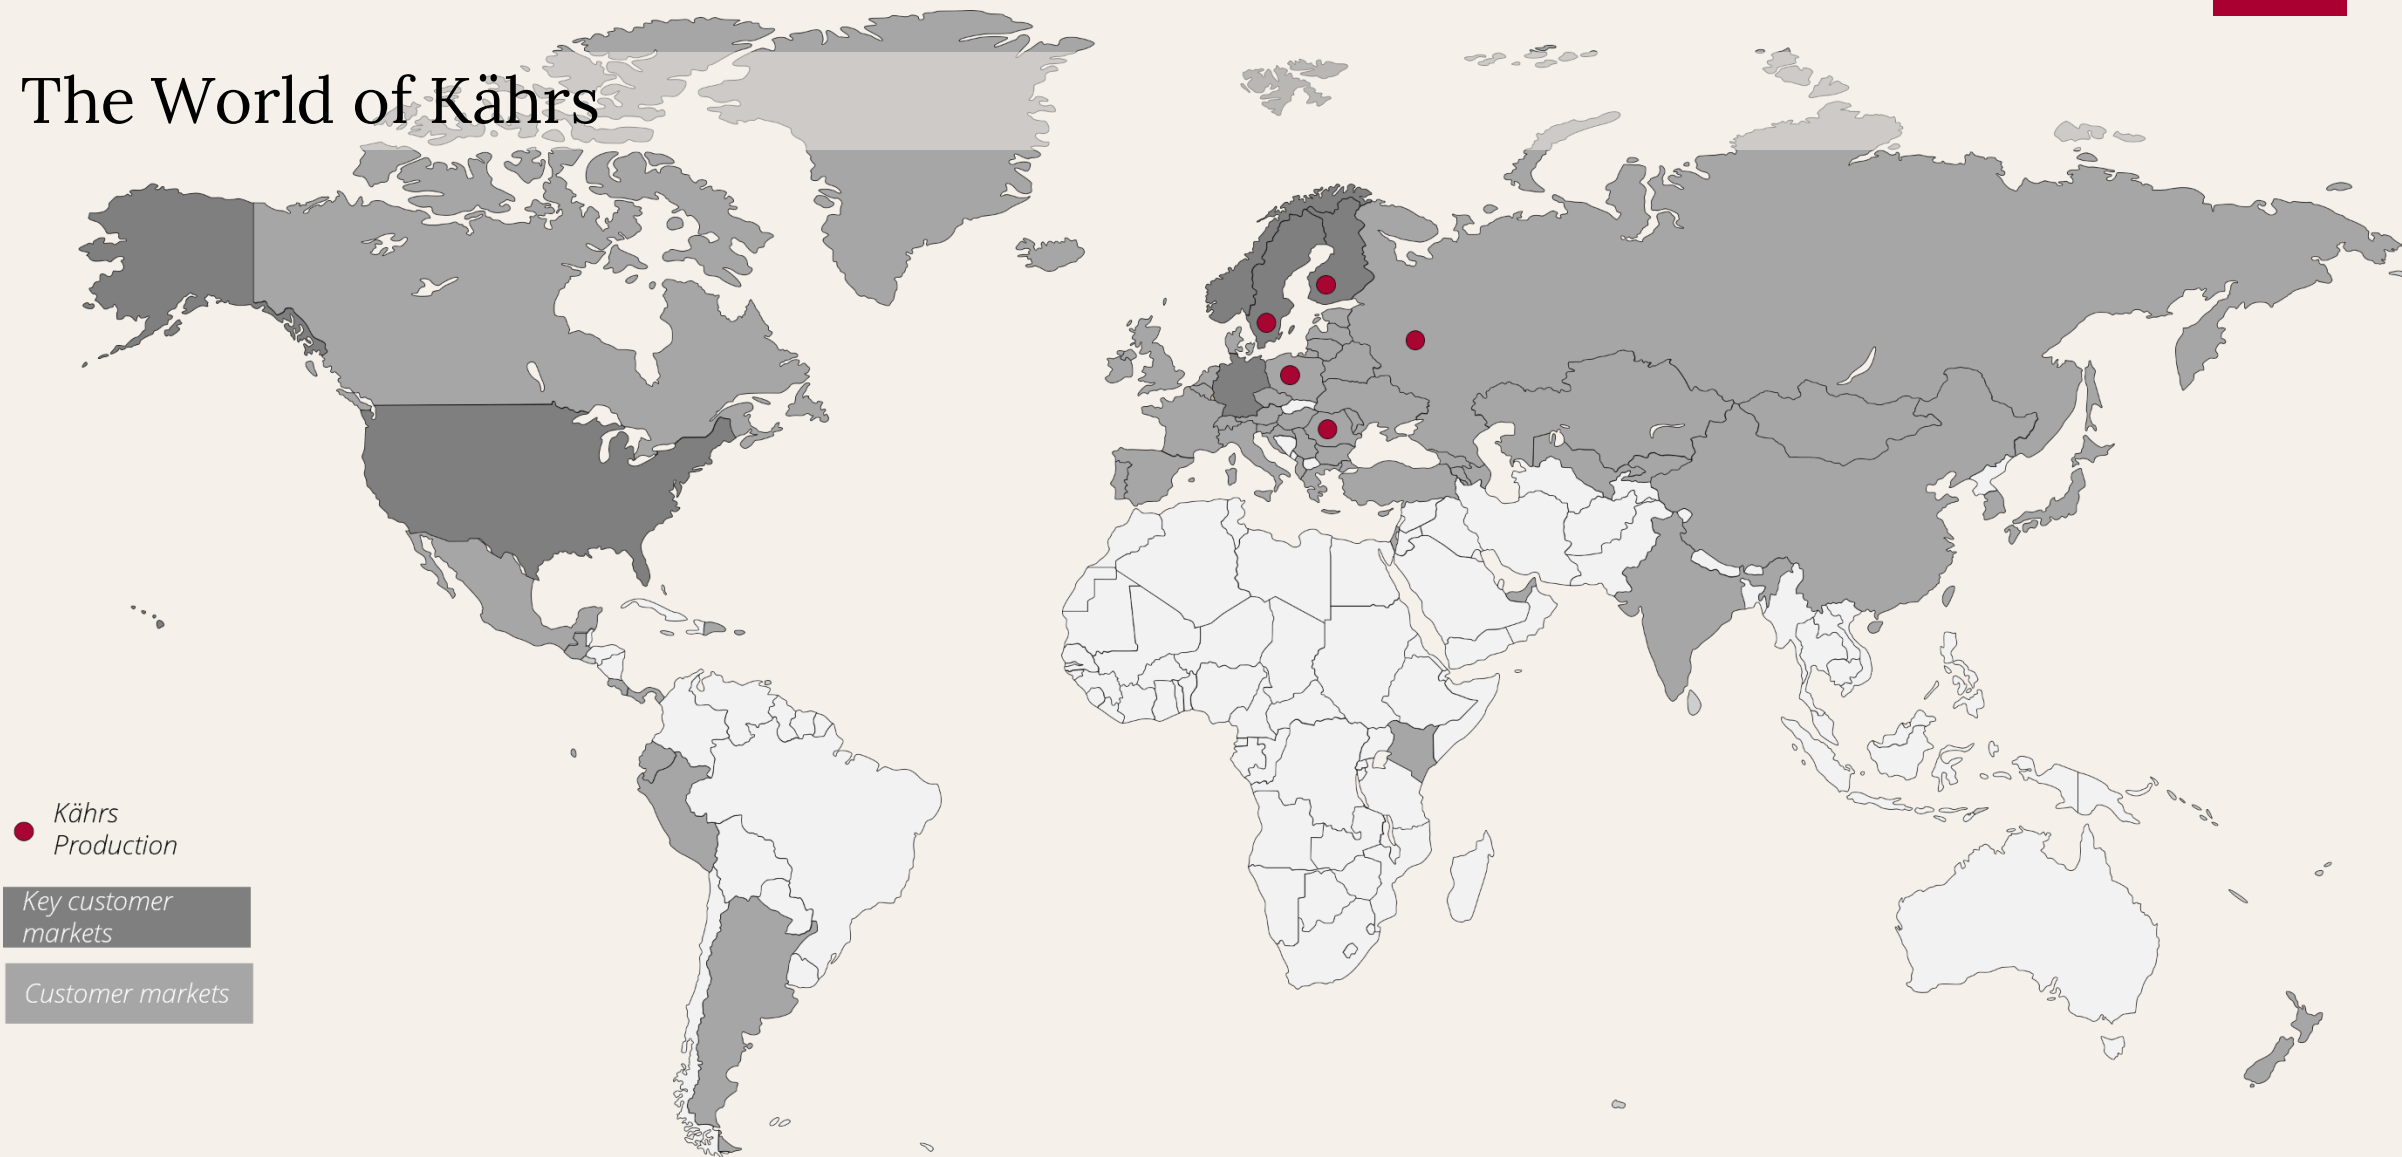 The World of Kährs
Kährs
Production
Key customer
markets
Customer markets